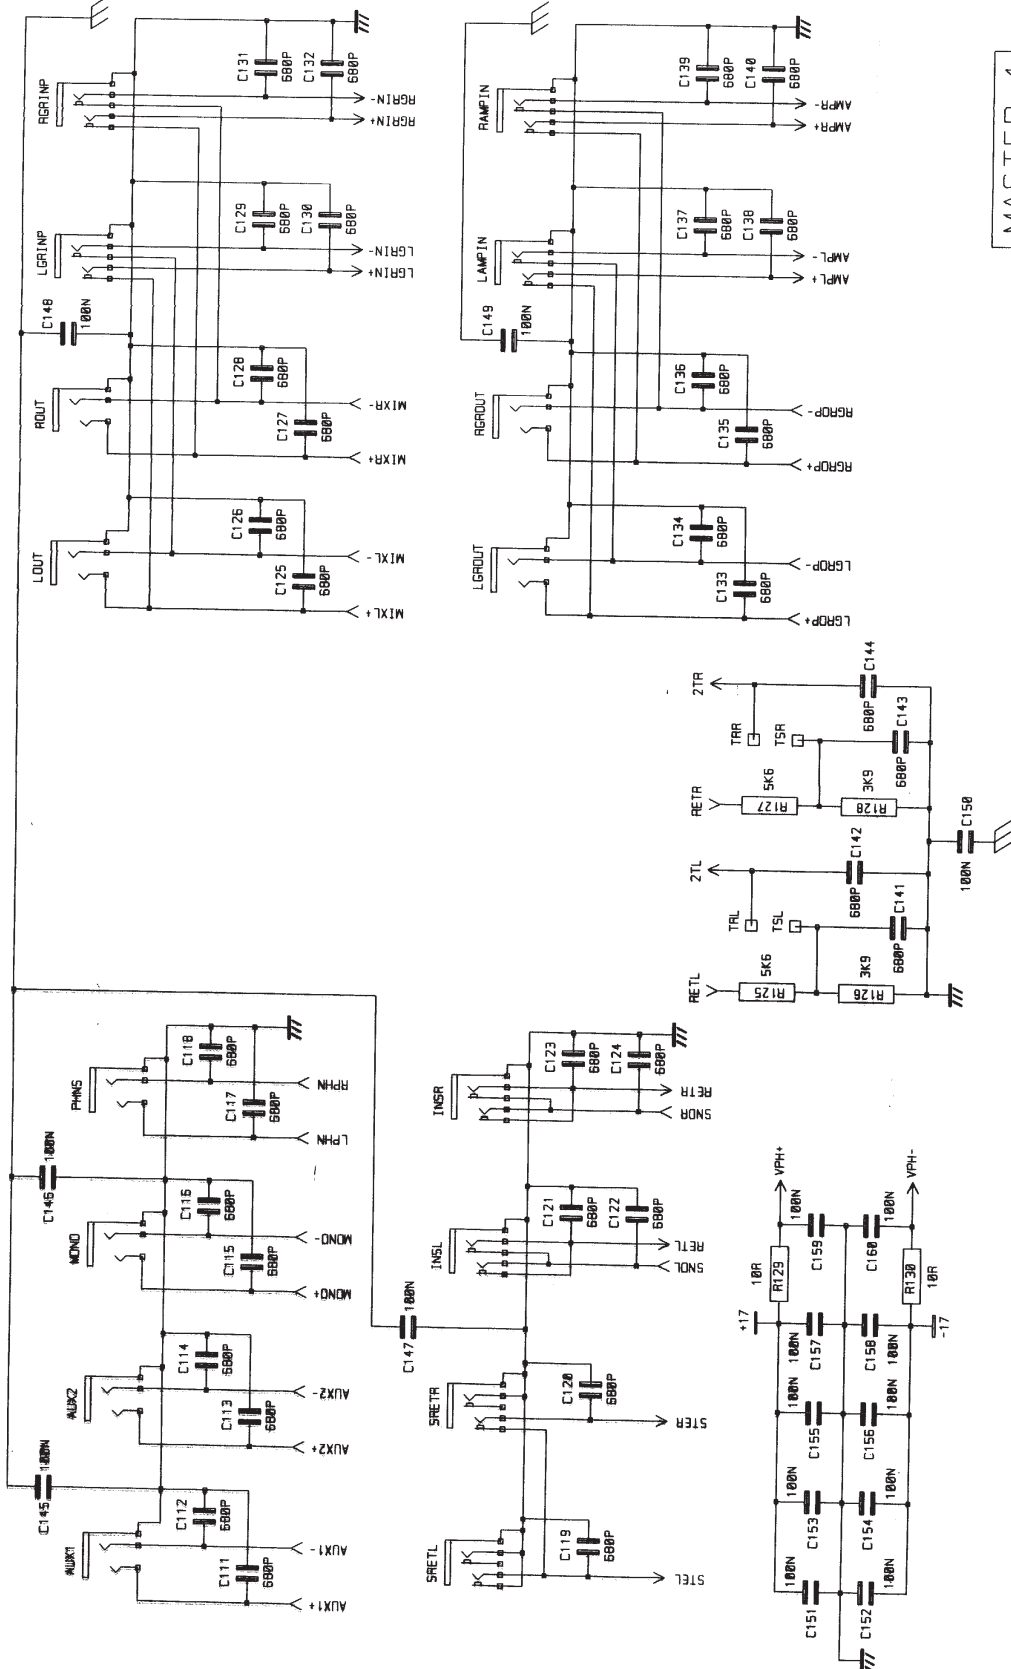 RGRINP
C131
680P
C132
680P
RGRIN-
RGRIN+
LGRINP
C129
680P
C130
680P
LGRIN-
LGRIN+
C148
100N
ROUT
C128
680P
C127
680P
MIXR-
MIXR+
LOUT
C126
680P
C125
680P
MIXL-
MIXL+
RAMPIN
C139
680P
C140
680P
AMPR-
AMPR+
LAMPIN
C137
680P
C138
680P
AMPL-
AMPL+
C149
100N
RGROUT
C136
680P
C135
680P
RGROP-
RGROP+
LGROUT
C134
680P
C133
680P
LGROP-
LGROP+
2TR
C144
680P
TRR
TSR
C143
680P
RETR
5K6
R127
3K9
R128
C150
100N
2TL
C142
680P
TRL
TSL
C141
680P
RETL
5K6
R125
3K9
R126
PHNS
C118
680P
C117
680P
RPHN
LPHN
C146
100N
MONO
C116
680P
C115
680P
MONO-
MONO+
AUX2
C114
680P
C113
680P
AUX2-
AUX2+
C145
100N
AUX1
C112
680P
C111
680P
AUX1-
AUX1+
INSR
C123
680P
C124
680P
RETR
SNDR
INSL
C121
680P
C122
680P
RETL
SNDL
C147
100N
SRETR
C120
680P
STER
SRETL
C119
680P
STEL
VPH+
VPH-
100N
C159
100N
C160
10R
R129
R130
10R
+17
-17
100N
C157
C158
100N
100N
C155
C156
100N
100N
C153
C154
100N
100N
C151
C152
100N